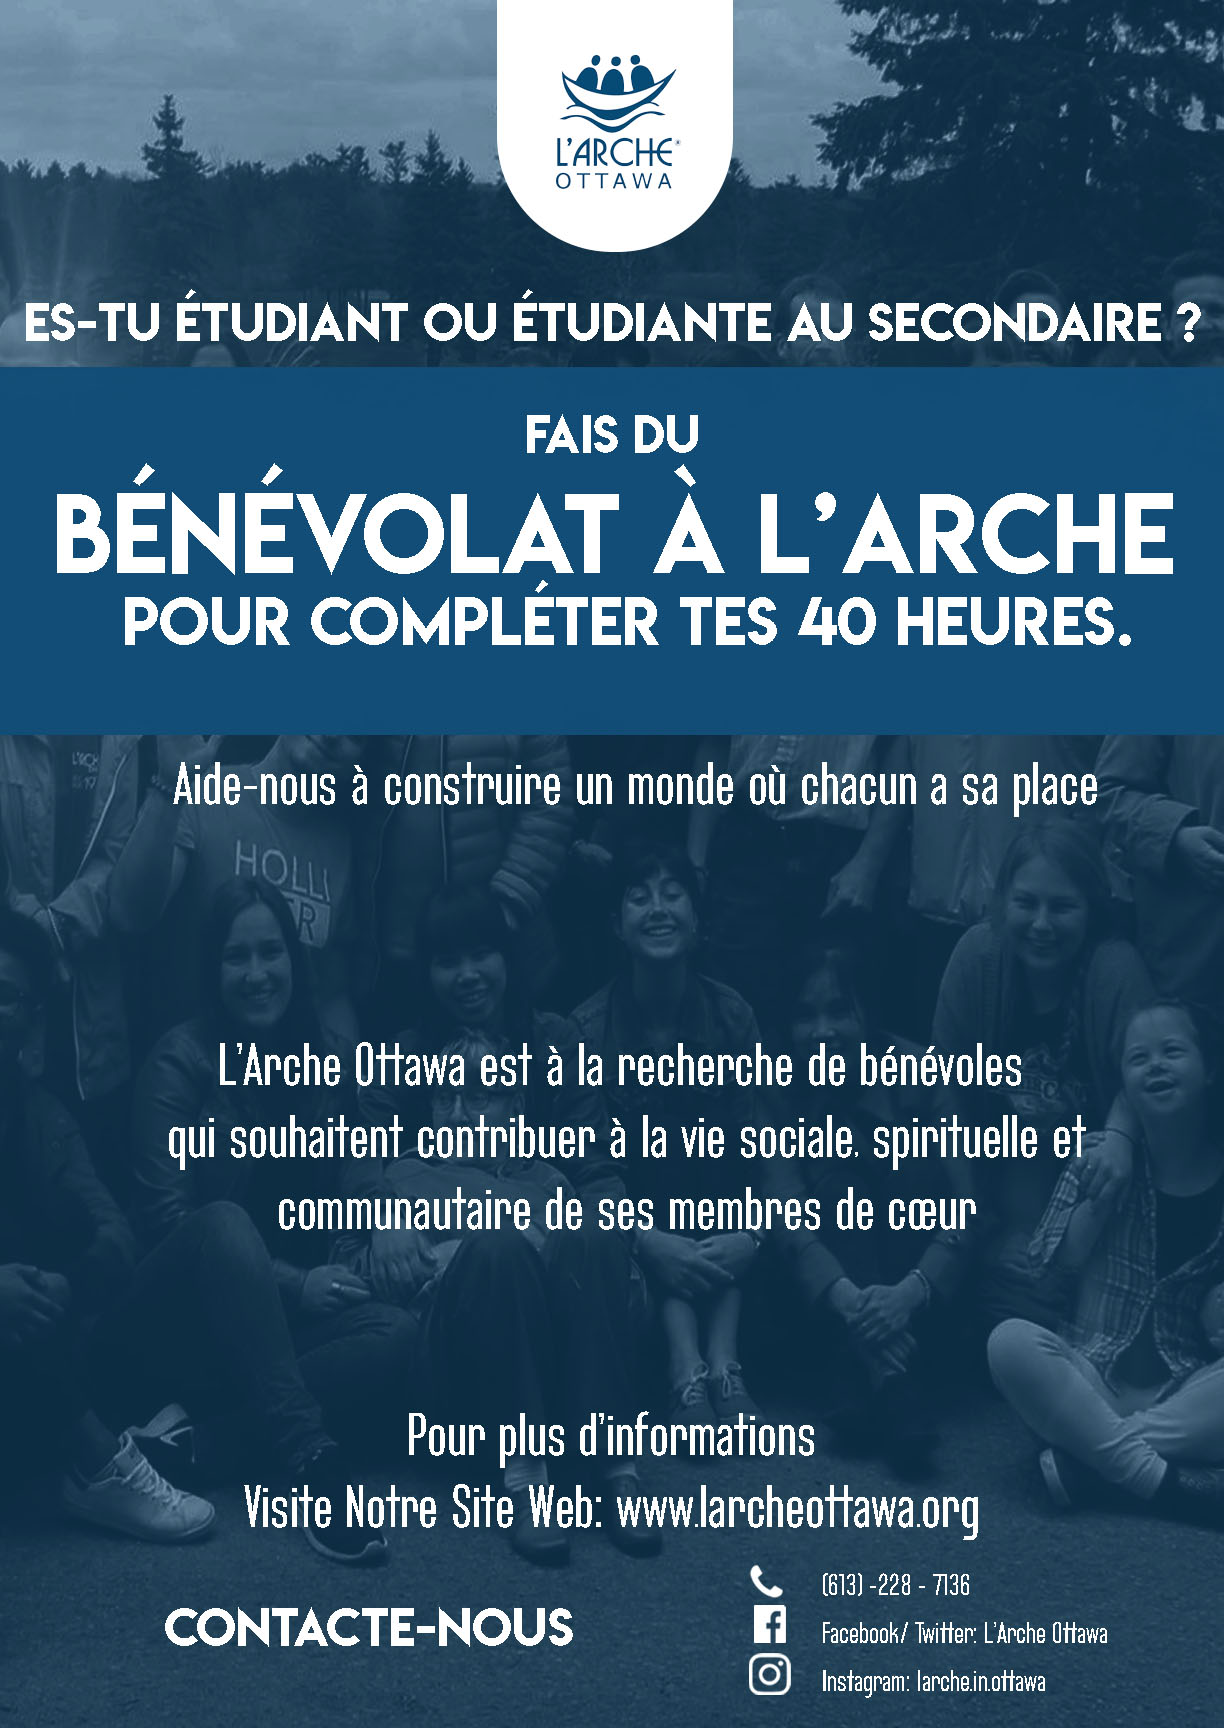 L'ARCHE®
OTTAWA
ES-TU ÉTUDIANT OU ÉTUDIANTE AU SECONDAIRE ?
FAIS DU
BÉNÉVOLAT À L'ARCHE
POUR COMPLÉTER TES 40 HEURES.
Aide-nous à construire un monde où chacun a sa place
HOLLI
L'Arche Ottawa est à la recherche de bénévoles
qui souhaitent contribuer à la vie sociale, spirituelle et
communautaire de ses membres de cœur
Pour plus d'informations
Visite Notre Site Web: www.larcheottawa.org
CONTACTE-NOUS
(613) -228 - 7136
Facebook/ Twitter: L'Arche Ottawa
Instagram: larche.in.ottawa